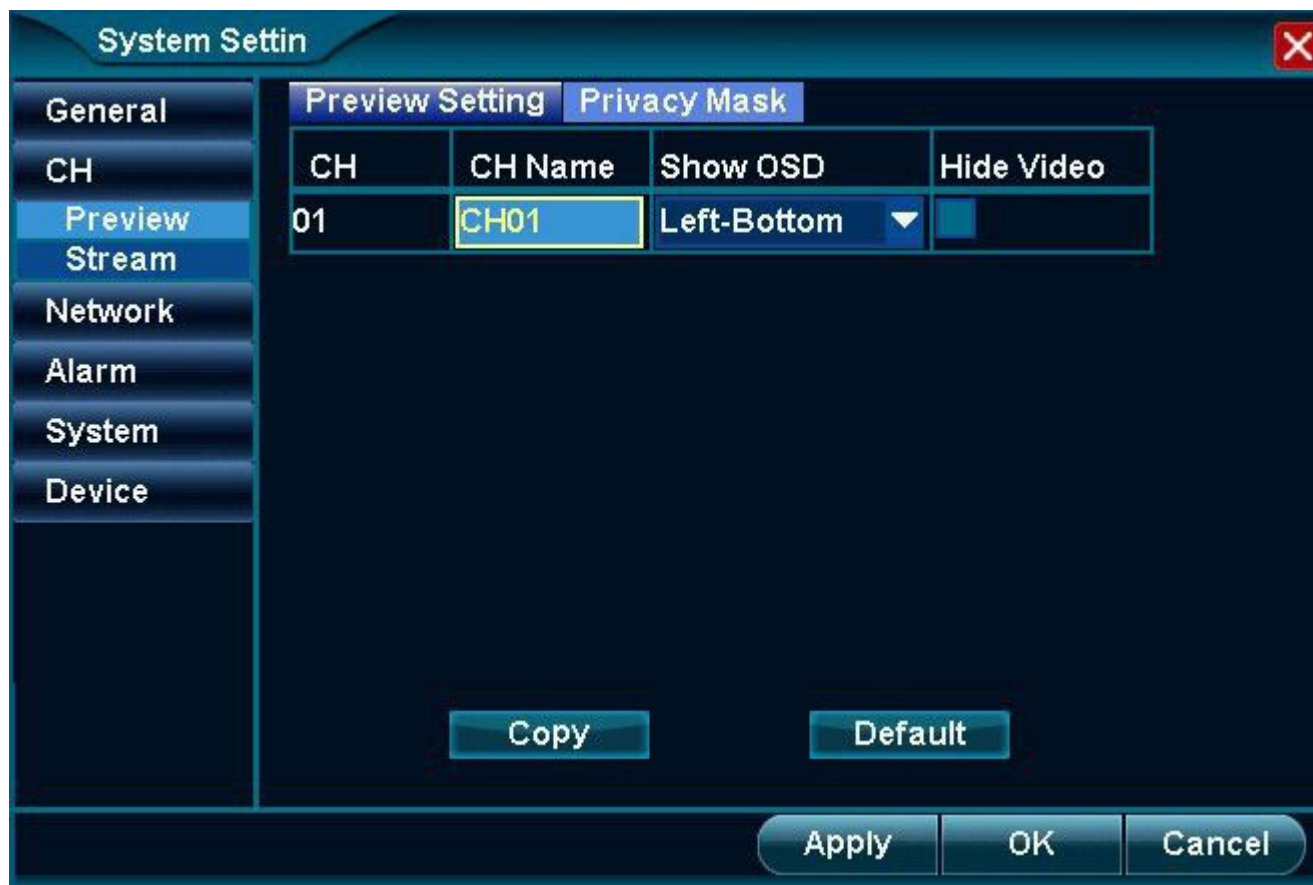 System Settin
General
CH
Preview
Stream
Network
Alarm
System
Device
Preview Setting Privacy Mask
CH CH Name Show OSD Hide Video
01 CH01 Left-Bottom
Copy Default
Apply OK Cancel